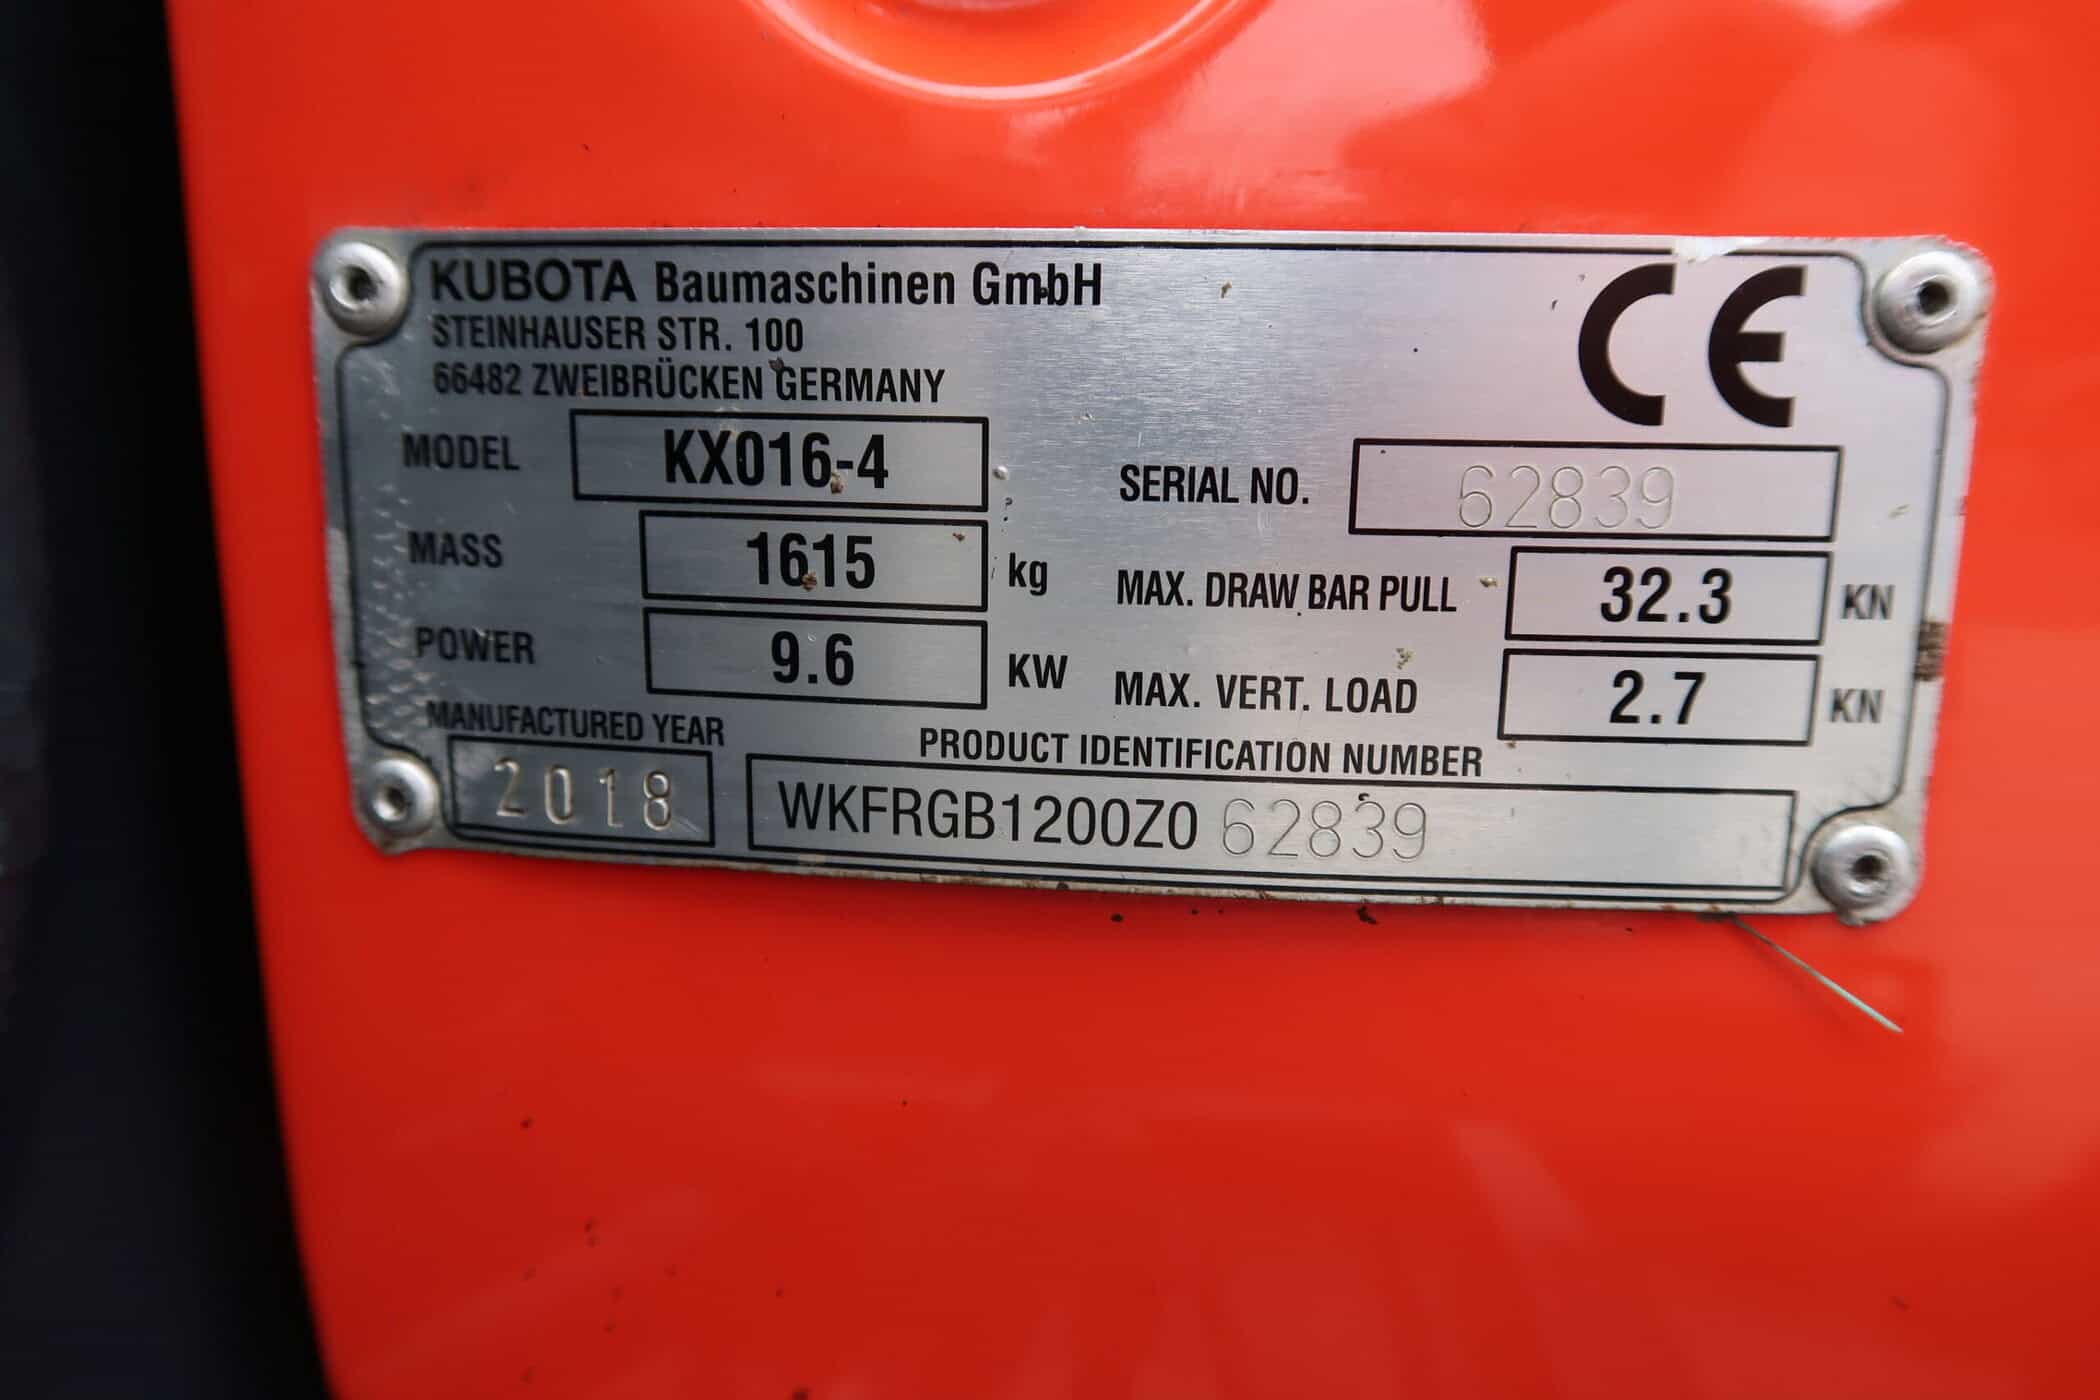 KUBOTA Baumaschinen GmbH
STEINHAUSER STR. 100
66482 ZWEIBRÜCKEN GERMANY
CE
MODEL KX016-4
SERIAL NO. 62839
MASS 1615 kg
MAX. DRAW BAR PULL 32.3 KN
POWER 9.6 KW
MAX. VERT. LOAD 2.7 KN
MANUFACTURED YEAR
2018
PRODUCT IDENTIFICATION NUMBER
WKFRGB1200Z062839